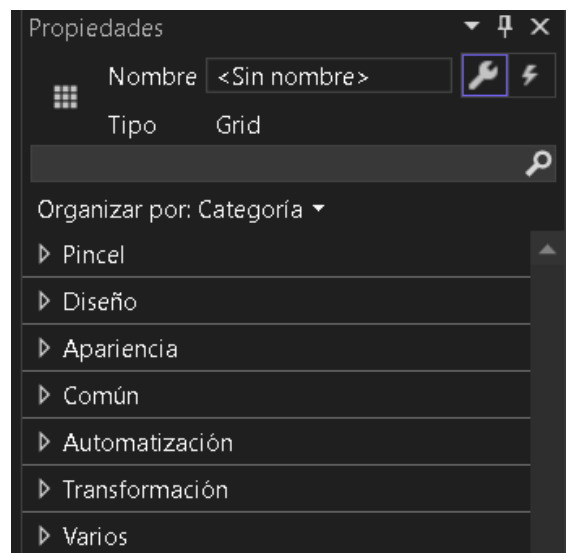 Propiedades
Nombre <Sin nombre>
Tipo Grid
Organizar por: Categoría
Pincel
Diseño
Apariencia
Común
Automatización
Transformación
Varios